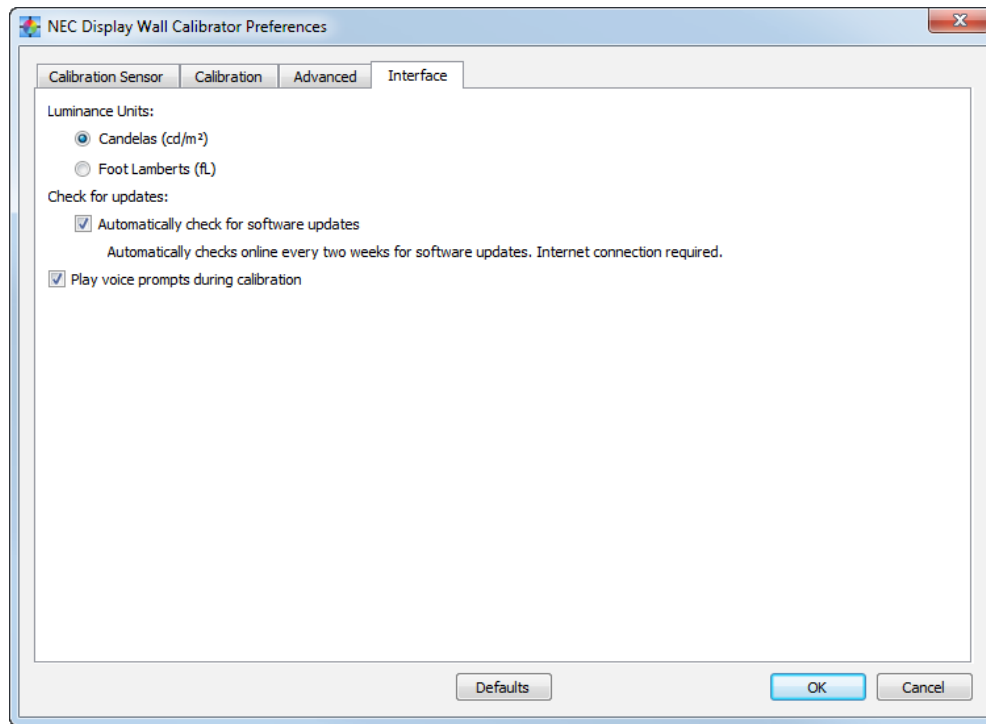 NEC Display Wall Calibrator Preferences
Calibration Sensor Calibration Advanced Interface
Luminance Units:
Candelas (cd/m²)
Foot Lamberts (fL)
Check for updates:
Automatically check for software updates
Automatically checks online every two weeks for software updates. Internet connection required.
Play voice prompts during calibration
Defaults OK Cancel